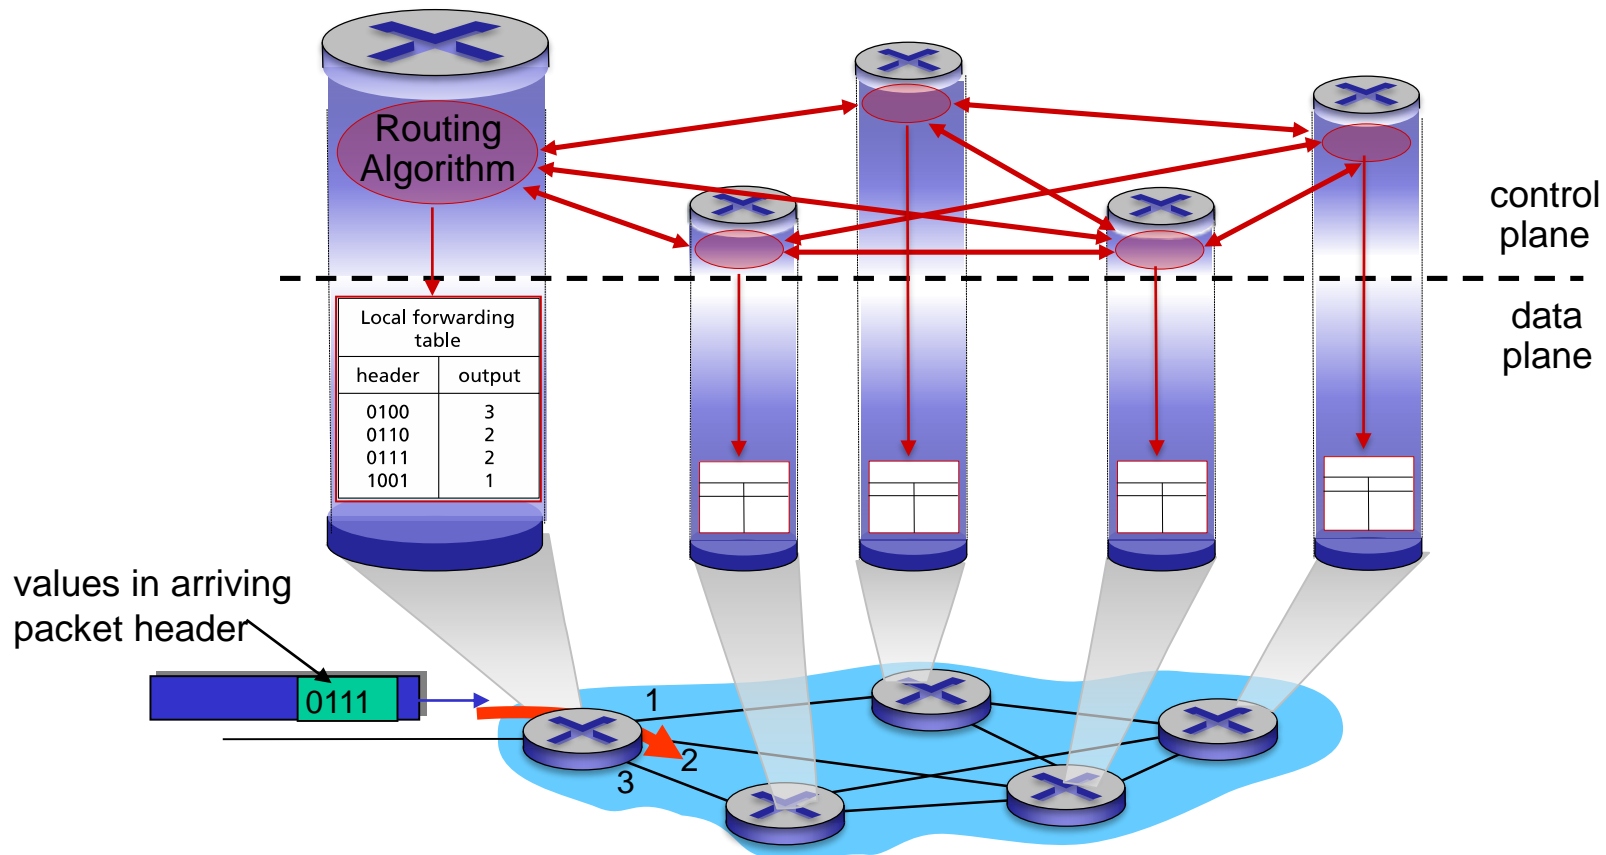 Routing
Algorithm
control
plane
data
plane
Local forwarding
table
header output
0100 3
0110 2
0111 2
1001 1
values in arriving
packet header
0111
1
2
3